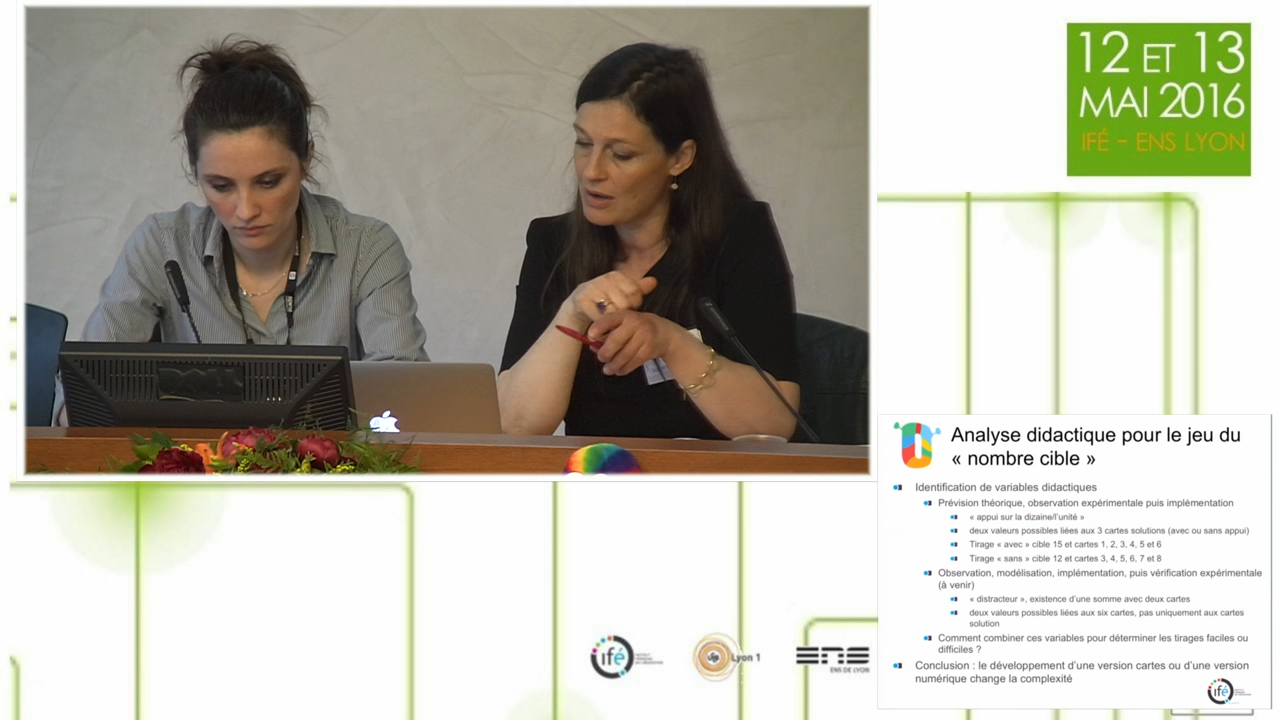 12 ET 13
MAI 2016
IFÉ - ENS LYON
DELL
Analyse didactique pour le jeu du
« nombre cible »
Identification de variables didactiques
Prévision théorique, observation expérimentale puis implémentation
« appui sur la dizaine/l'unité »
deux valeurs possibles liées aux 3 cartes solutions (avec ou sans appui)
Tirage « avec » cible 15 et cartes 1, 2, 3, 4, 5 et 6
Tirage « sans » cible 12 et cartes 3, 4, 5, 6, 7 et 8
Observation, modélisation, implémentation, puis vérification expérimentale
(à venir)
« distracteur », existence d'une somme avec deux cartes
deux valeurs possibles liées aux six cartes, pas uniquement aux cartes
solution
Comment combiner ces variables pour déterminer les tirages faciles ou
difficiles ?
Conclusion : le développement d'une version cartes ou d'une version
numérique change la complexité
ifé
Lyon 1
ENS
ENS DE LYON
ifé